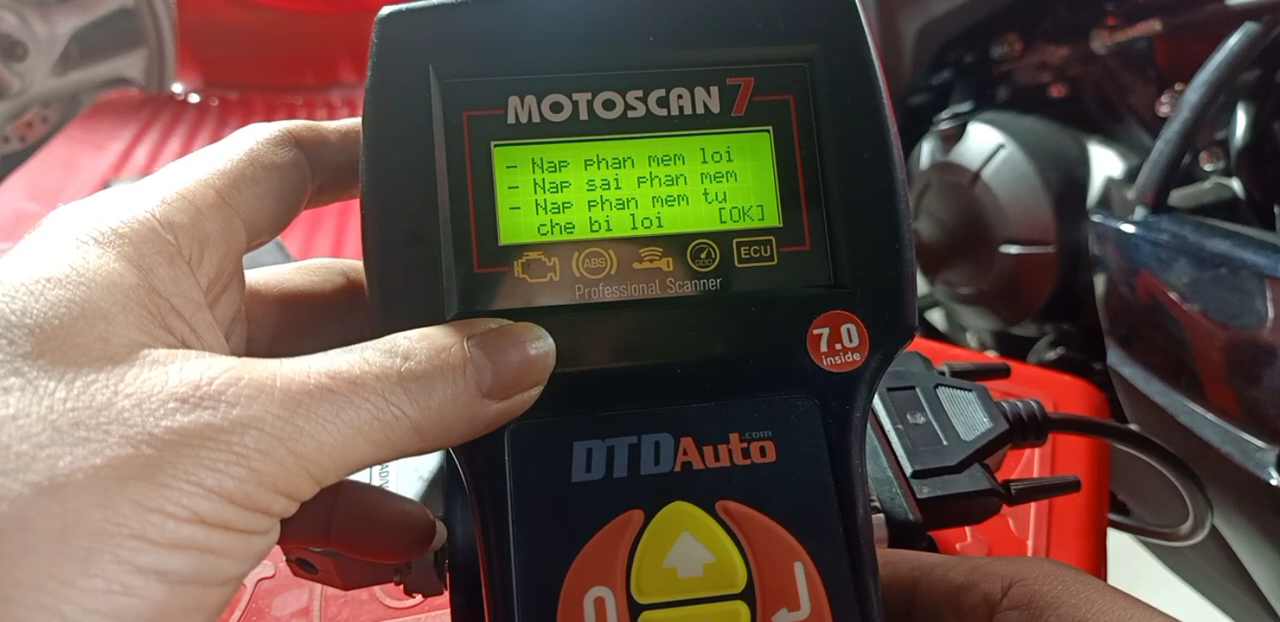 MOTOSCAN 7
- Nap phan mem loi
- Nap sai phan mem
- Nap phan mem tu
che bi loi [OK]
ABS
ECU
Professional Scanner
7.0
inside
DTDAuto.com